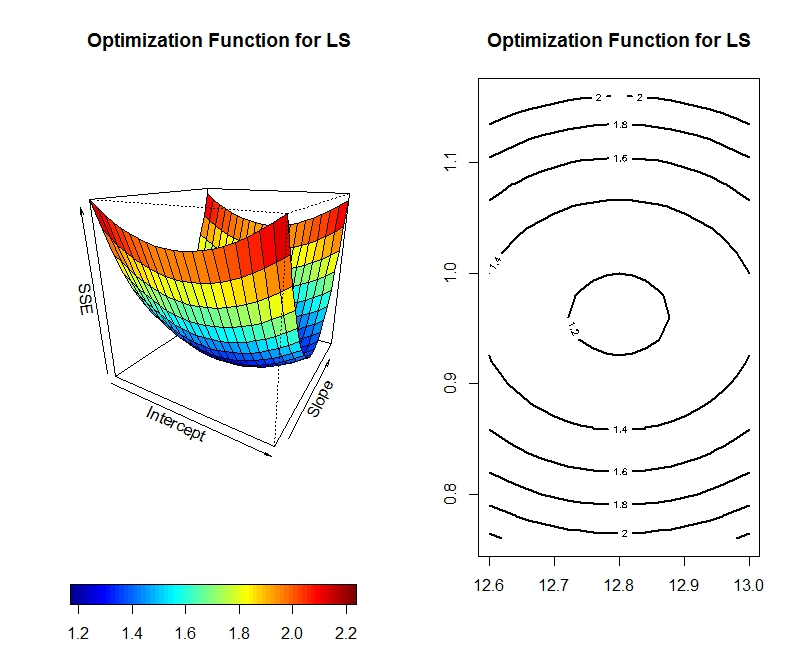 Optimization Function for LS
SSE
Intercept
Slope
1.2 1.4 1.6 1.8 2.0 2.2
Optimization Function for LS
1.1
1.0
0.9
0.8
2 2
1.8
1.6
1.4
1.2
1.4
1.6
1.8
2
12.6 12.7 12.8 12.9 13.0